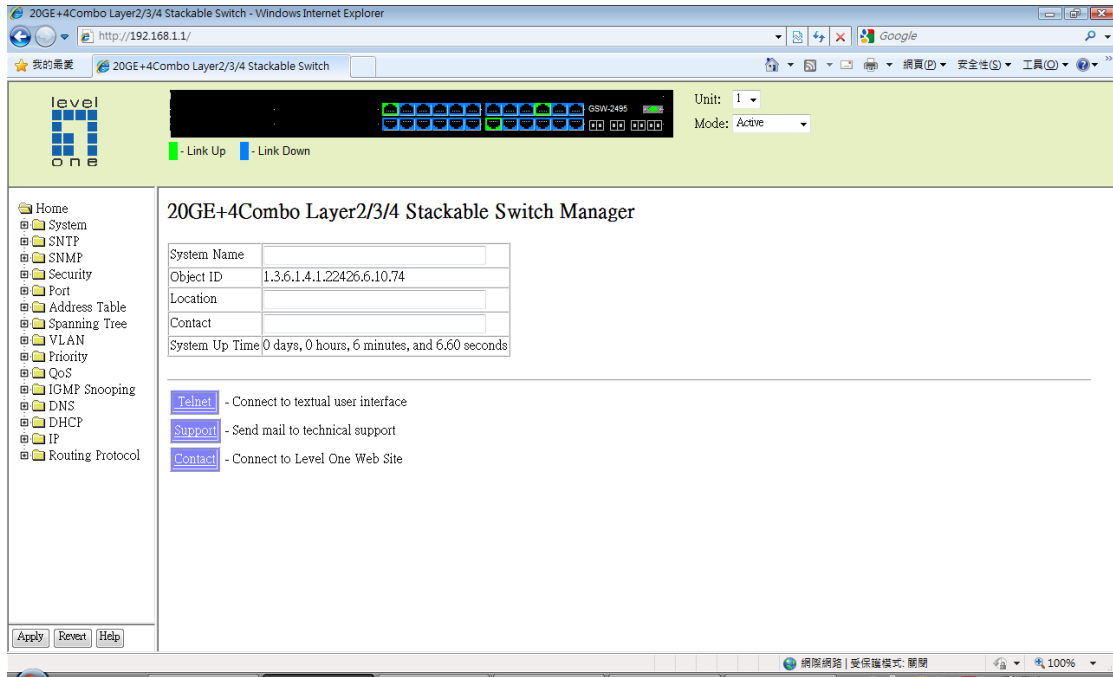 20GE+4Combo Layer2/3/4 Stackable Switch - Windows Internet Explorer
http://192.168.1.1/
Google
我的最愛
20GE+4Combo Layer2/3/4 Stackable Switch
網頁(P)
安全性(S)
工具(O)
level
one
GSW-2495
- Link Up
- Link Down
Unit: 1
Mode: Active
Home
System
SNTP
SNMP
Security
Port
Address Table
Spanning Tree
VLAN
Priority
QoS
IGMP Snooping
DNS
DHCP
IP
Routing Protocol
20GE+4Combo Layer2/3/4 Stackable Switch Manager
System Name
Object ID 1.3.6.1.4.1.22426.6.10.74
Location
Contact
System Up Time 0 days, 0 hours, 6 minutes, and 6.60 seconds
Telnet - Connect to textual user interface
Support - Send mail to technical support
Contact - Connect to Level One Web Site
Apply Revert Help
網際網路 | 受保護模式: 關閉
100%